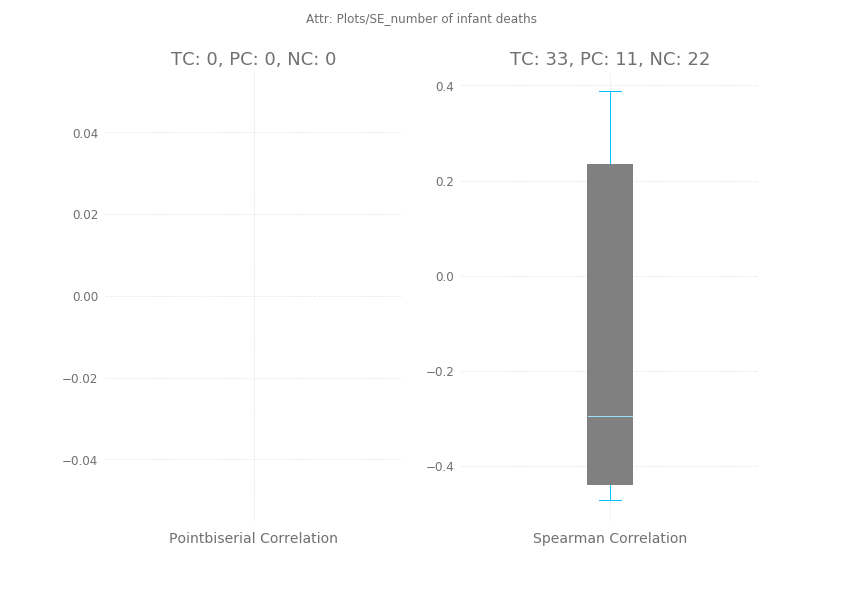 Attr: Plots/SE_number of infant deaths
TC: 0, PC: 0, NC: 0
0.04
0.02
0.00
−0.02
−0.04
Pointbiserial Correlation
TC: 33, PC: 11, NC: 22
0.4
0.2
0.0
−0.2
−0.4
Spearman Correlation